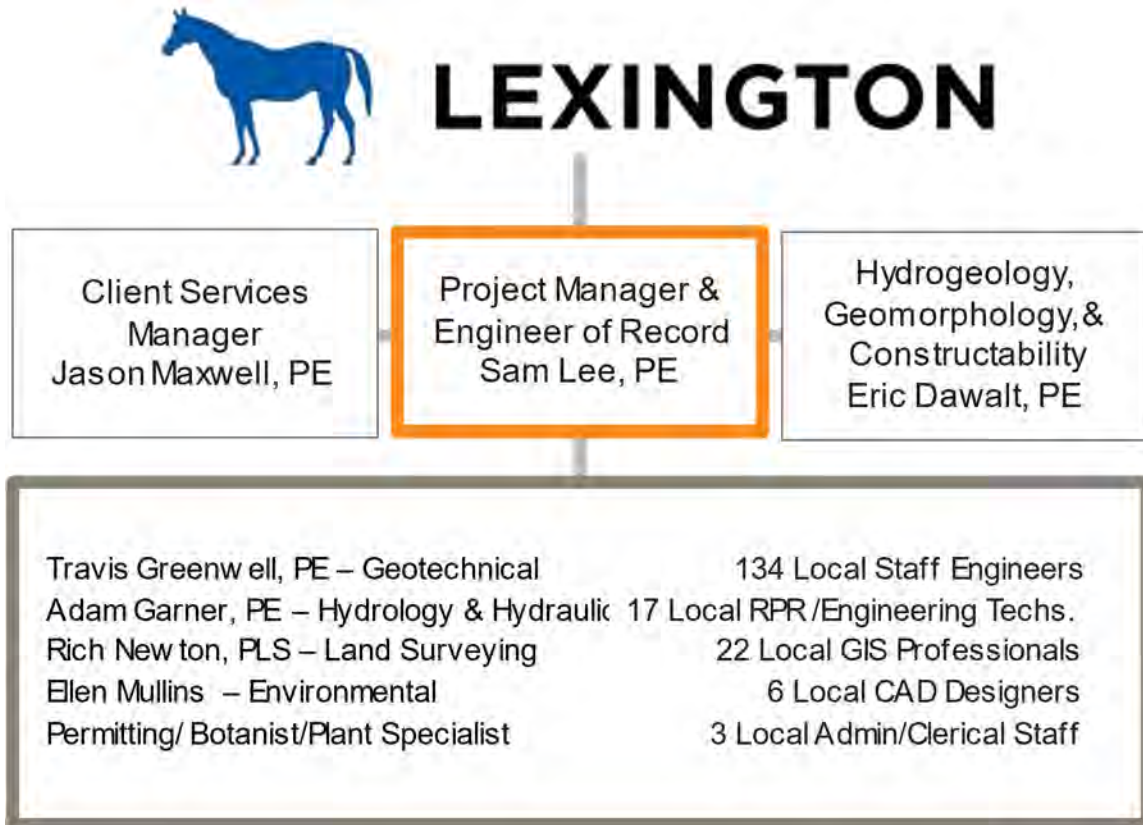 LEXINGTON
Client Services
Manager
Jason Maxwell, PE
Project Manager &
Engineer of Record
Sam Lee, PE
Hydrogeology,
Geomorphology, &
Constructability
Eric Dawalt, PE
Travis Greenwell, PE – Geotechnical
Adam Garner, PE – Hydrology & Hydraulic
Rich Newton, PLS – Land Surveying
Ellen Mullins – Environmental
Permitting/ Botanist/Plant Specialist
134 Local Staff Engineers
17 Local RPR/Engineering Techs.
22 Local GIS Professionals
6 Local CAD Designers
3 Local Admin/Clerical Staff